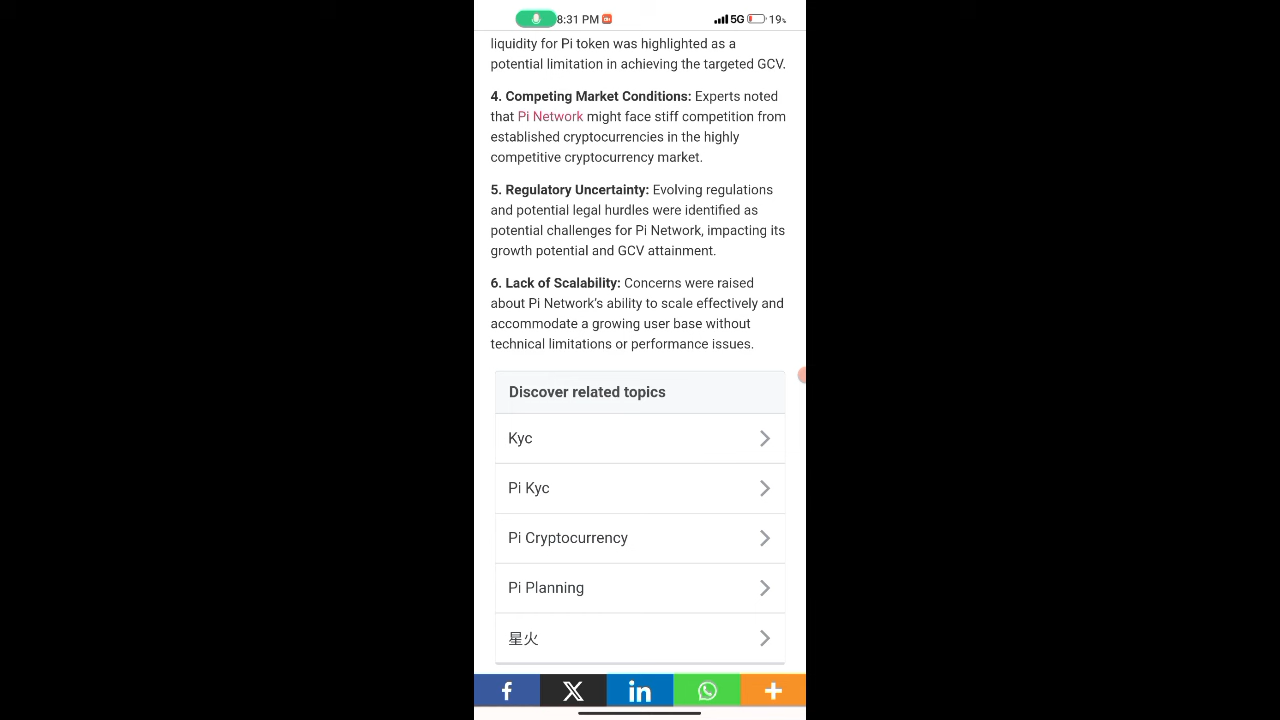 8:31 PM
5G 19%
liquidity for Pi token was highlighted as a
potential limitation in achieving the targeted GCV.
4. Competing Market Conditions: Experts noted
that Pi Network might face stiff competition from
established cryptocurrencies in the highly
competitive cryptocurrency market.
5. Regulatory Uncertainty: Evolving regulations
and potential legal hurdles were identified as
potential challenges for Pi Network, impacting its
growth potential and GCV attainment.
6. Lack of Scalability: Concerns were raised
about Pi Network’s ability to scale effectively and
accommodate a growing user base without
technical limitations or performance issues.
Discover related topics
Kyc
Pi Kyc
Pi Cryptocurrency
Pi Planning
星火